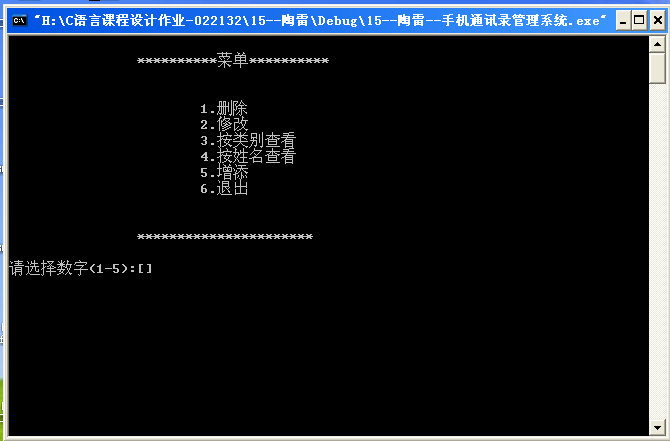 "H:\C语言课程设计作业-022132\15--陶雷\Debug\15--陶雷--手机通讯录管理系统.exe"
**********菜单**********
1.删除
2.修改
3.按类别查看
4.按姓名查看
5.增添
6.退出
**********************
请选择数字(1-5):[]